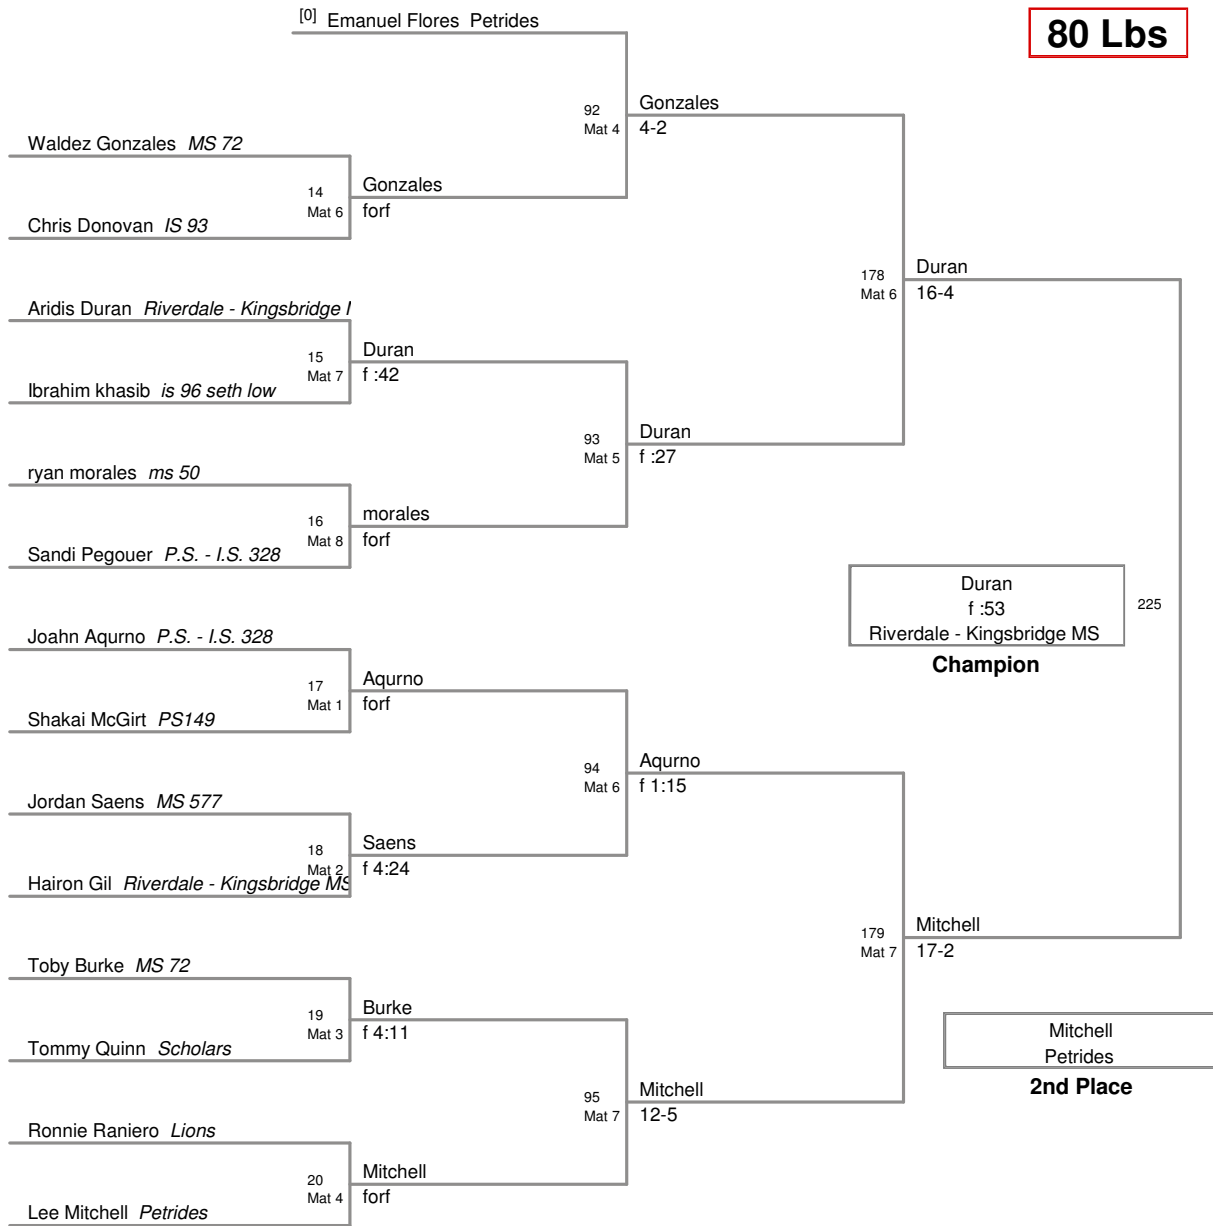 [0] Emanuel Flores Petrides
80 Lbs
92
Mat 4
Gonzales
4-2
Waldez Gonzales MS 72
14
Mat 6
Gonzales
forf
Chris Donovan IS 93
178
Mat 6
Duran
16-4
Aridis Duran Riverdale - Kingsbridge
15
Mat 7
Duran
f :42
Ibrahim khasib is 96 seth low
93
Mat 5
Duran
f :27
ryan morales ms 50
16
Mat 8
morales
forf
Sandi Pegouer P.S. - I.S. 328
Duran
f :53
Riverdale - Kingsbridge MS
225
Champion
Joahn Aqurno P.S. - I.S. 328
17
Mat 1
Aqurno
forf
Shakai McGirt PS149
94
Mat 6
Aqurno
f 1:15
Jordan Saens MS 577
18
Mat 2
Saens
f 4:24
Hairon Gil Riverdale - Kingsbridge MS
179
Mat 7
Mitchell
17-2
Toby Burke MS 72
19
Mat 3
Burke
f 4:11
Tommy Quinn Scholars
Mitchell
Petrides
2nd Place
95
Mat 7
Mitchell
12-5
Ronnie Raniero Lions
20
Mat 4
Mitchell
forf
Lee Mitchell Petrides